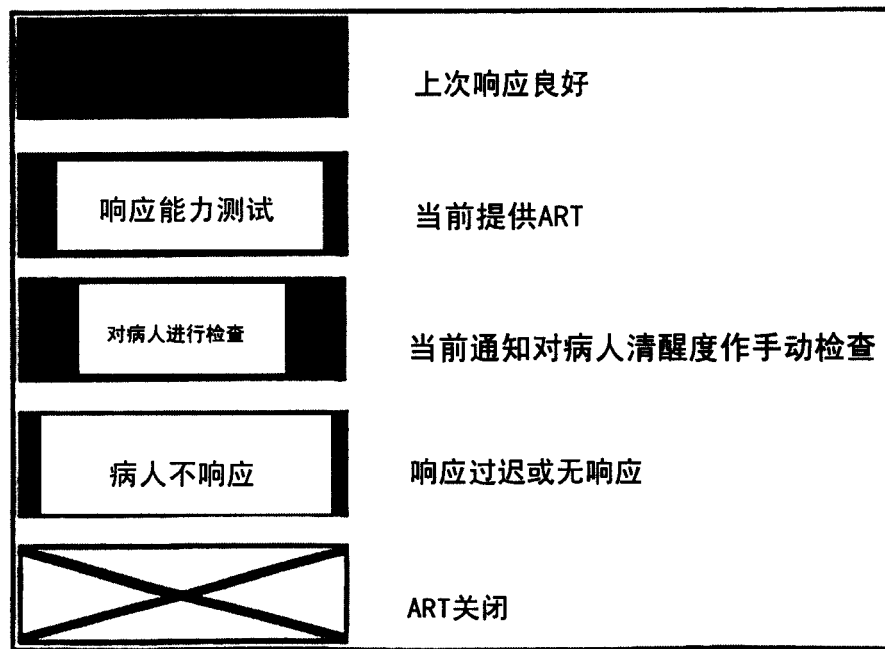 上次响应良好
响应能力测试
当前提供ART
对病人进行检查
当前通知对病人清醒度作手动检查
病人不响应
响应过迟或无响应
ART关闭